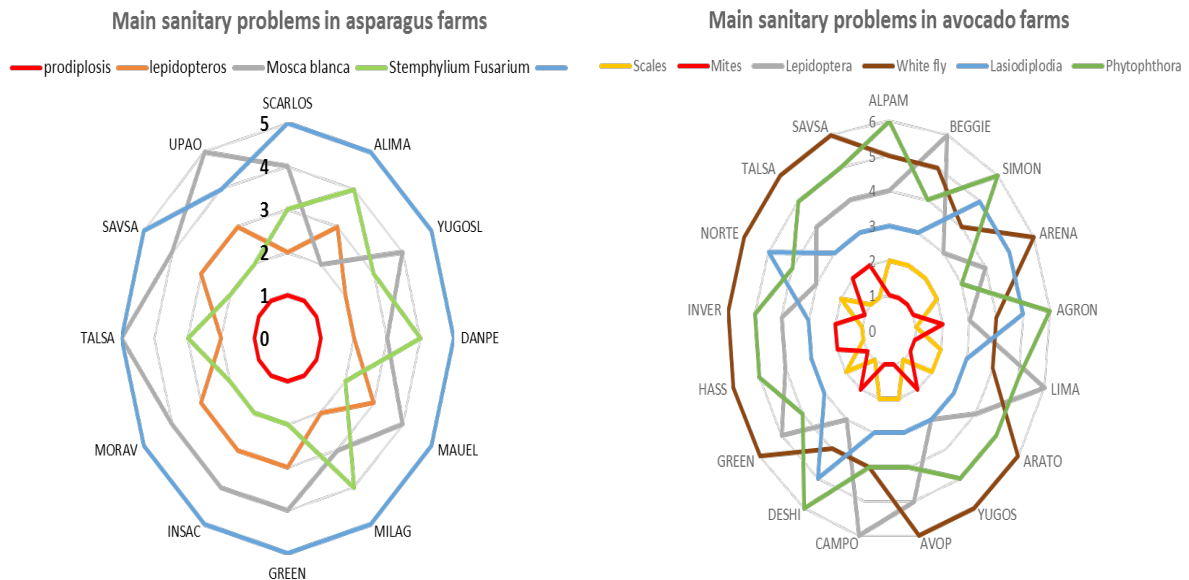 Main sanitary problems in asparagus farms
prodiplosis lepidopteros Mosca blanca Stemphylium Fusarium
SCARLOS
ALIMA
YUGOSL
DANPE
MAUEL
MILAG
GREEN
INSAC
MORAV
TALSA
SAVSA
UPAO
5
4
3
2
1
0
Main sanitary problems in avocado farms
Scales Mites Lepidoptera White fly Lasiodiplodia Phytophthora
ALPAM
BEGGIE
SIMON
ARENA
AGRON
LIMA
ARATO
YUGOS
AVOP
CAMPO
DESHI
GREEN
HASS
INVER
NORTE
TALSA
SAVSA
6
5
4
3
2
1
0